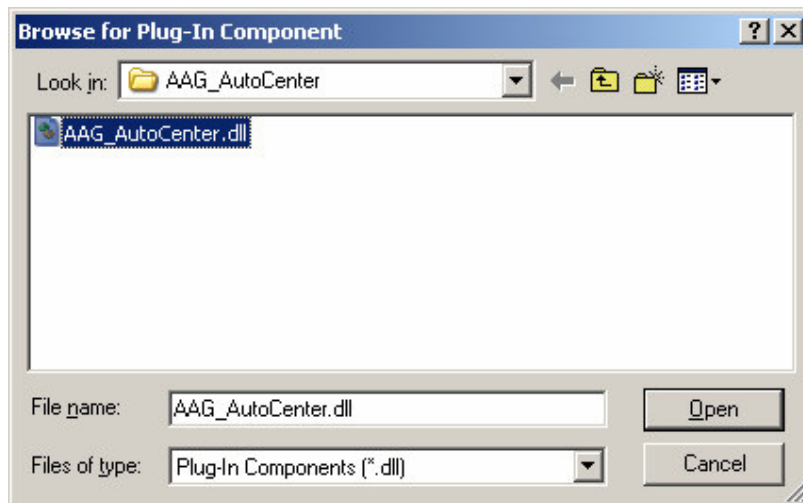 Browse for Plug-In Component
Look in: AAG_AutoCenter
AAG_AutoCenter.dll
File name: AAG_AutoCenter.dll Open
Files of type: Plug-In Components (*.dll) Cancel